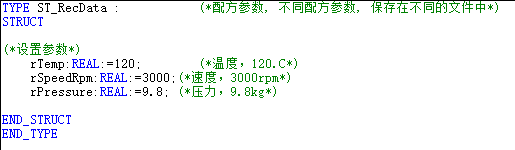 TYPE ST_RecData :          (*配方参数, 不同配方参数, 保存在不同的文件中*)
STRUCT
(*设置参数*)
rTemp:REAL:=120;        (*温度，120.C*)
rSpeedRpm:REAL:=3000;(*速度，3000rpm*)
rPressure:REAL:=9.8; (*压力，9.8kg*)
END_STRUCT
END_TYPE